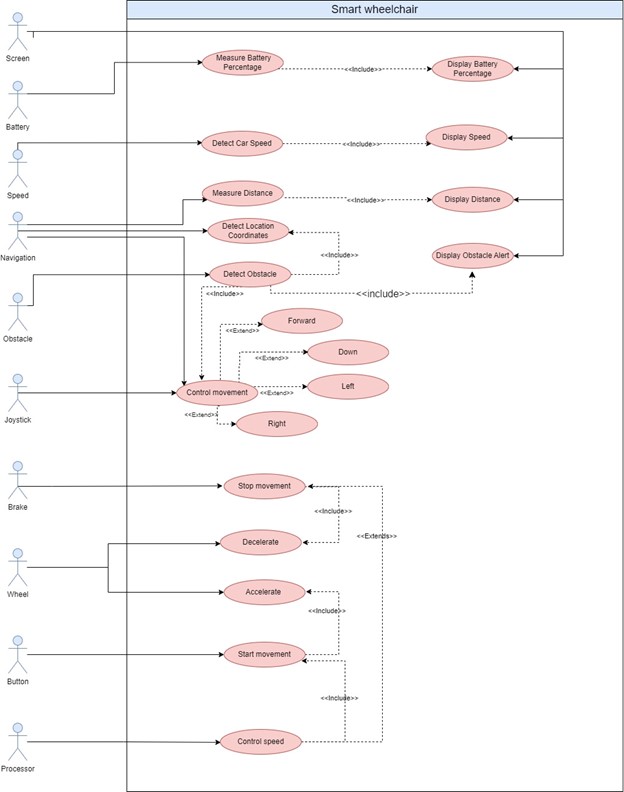 Smart wheelchair
Screen
Measure Battery
Percentage
<<Include>>
Display Battery
Percentage
Battery
Detect Car Speed
<<Include>>
Display Speed
Speed
Measure Distance
<<Include>>
Display Distance
Detect Location
Coordinates
Navigation
<<Include>>
Display Obstacle Alert
Detect Obstacle
<<Include>>
<<include>>
Obstacle
Forward
<<Extend>>
Down
<<Extend>>
Left
Control movement
<<Extend>>
Joystick
<<Extend>>
Right
Stop movement
Brake
<<Include>>
<<Extends>>
Decelerate
Wheel
Accelerate
<<Include>>
Start movement
Button
<<Include>>
Control speed
Processor